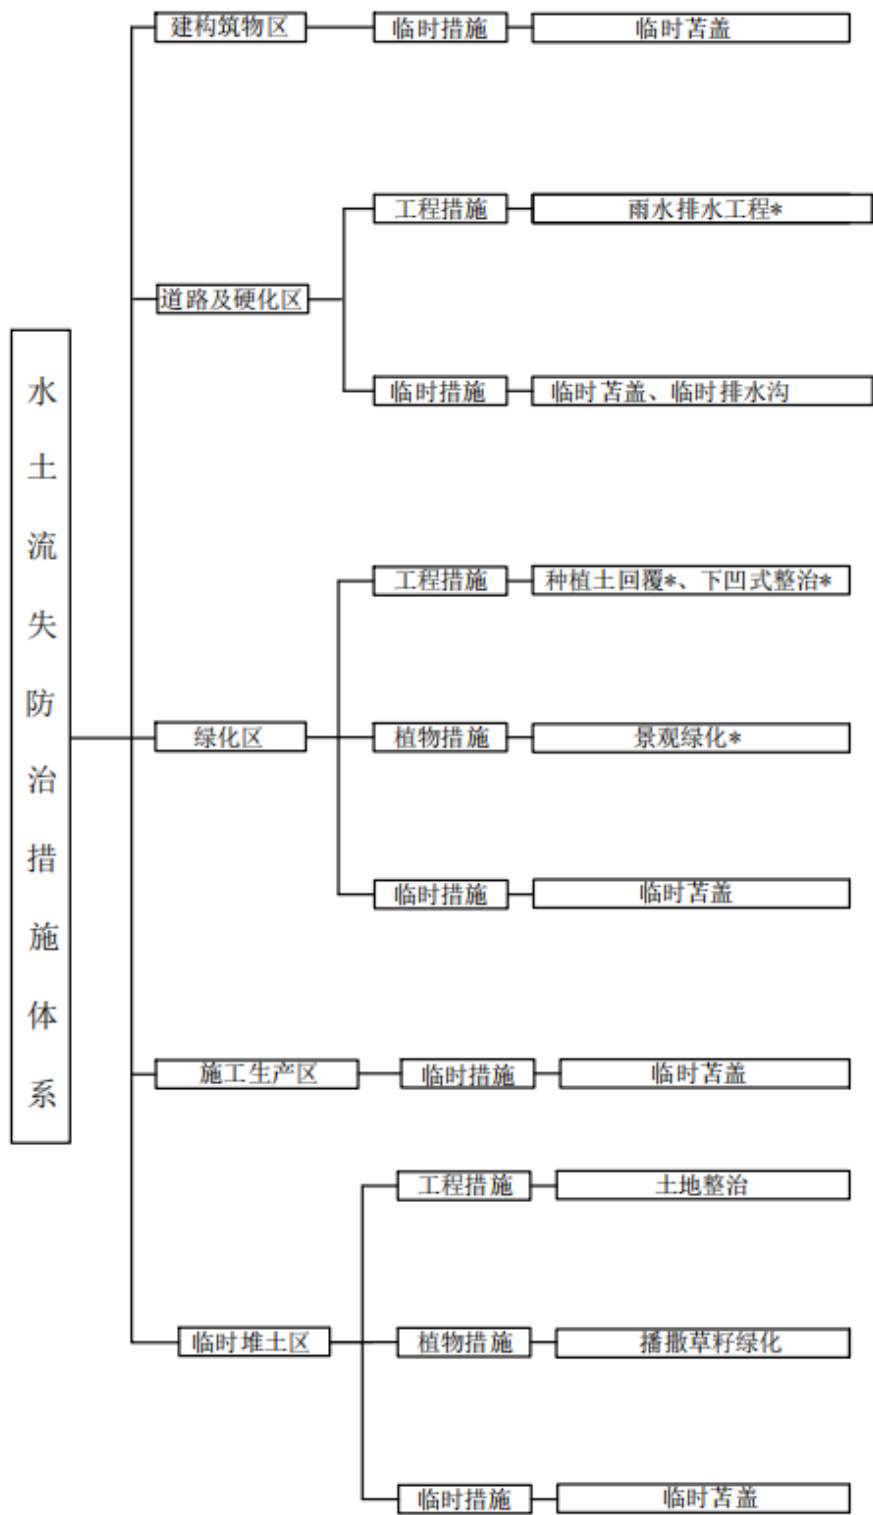 水土流失防治措施体系
建构筑物区
临时措施
临时苫盖
道路及硬化区
工程措施
雨水排水工程*
临时措施
临时苫盖、临时排水沟
绿化区
工程措施
种植土回覆*、下凹式整治*
植物措施
景观绿化*
临时措施
临时苫盖
施工生产区
临时措施
临时苫盖
临时堆土区
工程措施
土地整治
植物措施
播撒草籽绿化
临时措施
临时苫盖